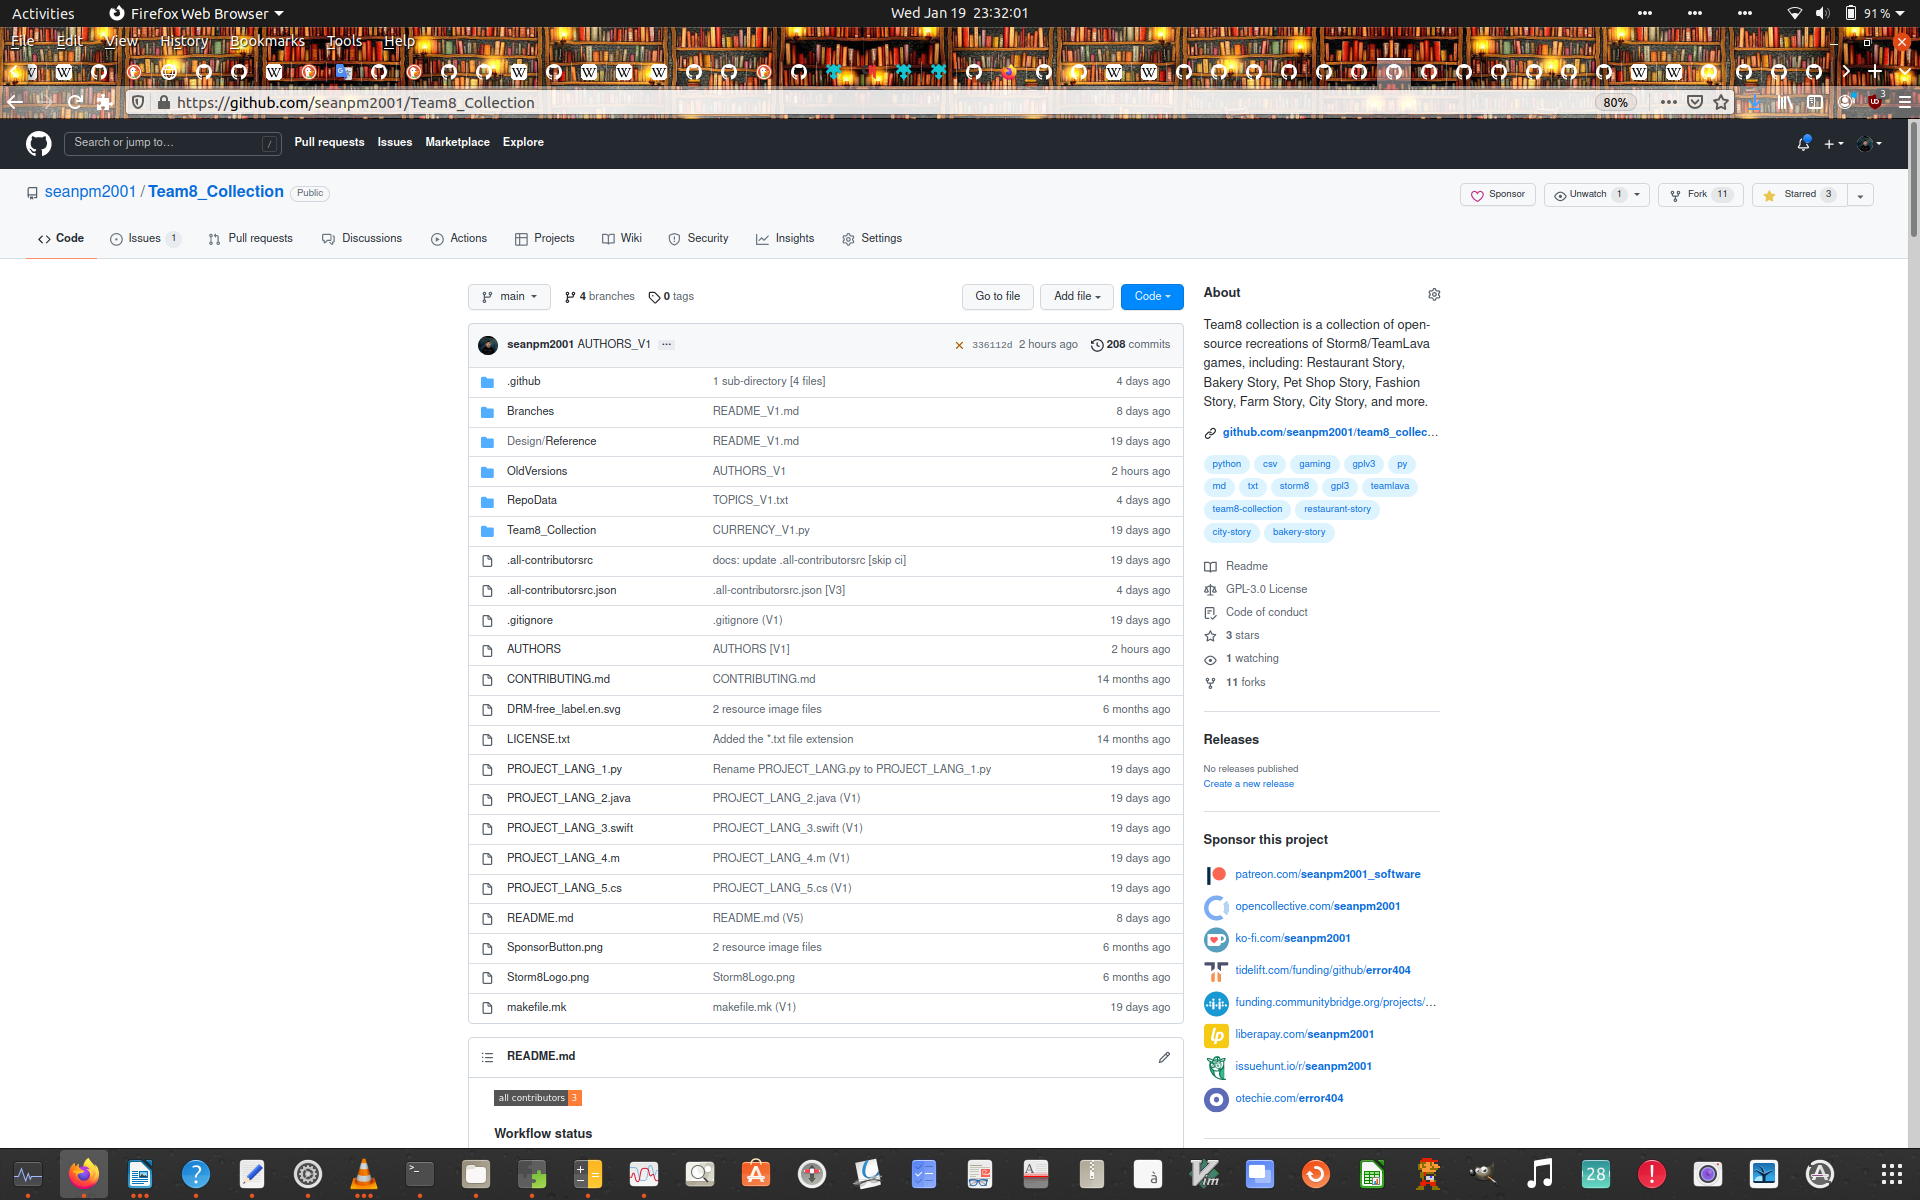 Activities Firefox Web Browser Wed Jan 19 23:32:01 91 %
File Edit View History Bookmarks Tools Help
https://github.com/seanpm2001/Team8_Collection 80% 3
Search or jump to… / Pull requests Issues Marketplace Explore
seanpm2001 / Team8_Collection Public Sponsor Unwatch 1 Fork 11 Starred 3
Code Issues 1 Pull requests Discussions Actions Projects Wiki Security Insights Settings
main 4 branches 0 tags Go to file Add file Code
seanpm2001 AUTHORS_V1 ... 336112d 2 hours ago 208 commits
.github 1 sub-directory [4 files] 4 days ago
Branches README_V1.md 8 days ago
Design/Reference README_V1.md 19 days ago
OldVersions AUTHORS_V1 2 hours ago
RepoData TOPICS_V1.txt 4 days ago
Team8_Collection CURRENCY_V1.py 19 days ago
.all-contributorsrc docs: update .all-contributorsrc [skip ci] 19 days ago
.all-contributorsrc.json .all-contributorsrc.json [V3] 4 days ago
.gitignore .gitignore (V1) 19 days ago
AUTHORS AUTHORS [V1] 2 hours ago
CONTRIBUTING.md CONTRIBUTING.md 14 months ago
DRM-free_label.en.svg 2 resource image files 6 months ago
LICENSE.txt Added the *.txt file extension 14 months ago
PROJECT_LANG_1.py Rename PROJECT_LANG.py to PROJECT_LANG_1.py 19 days ago
PROJECT_LANG_2.java PROJECT_LANG_2.java (V1) 19 days ago
PROJECT_LANG_3.swift PROJECT_LANG_3.swift (V1) 19 days ago
PROJECT_LANG_4.m PROJECT_LANG_4.m (V1) 19 days ago
PROJECT_LANG_5.cs PROJECT_LANG_5.cs (V1) 19 days ago
README.md README.md (V5) 8 days ago
SponsorButton.png 2 resource image files 6 months ago
Storm8Logo.png Storm8Logo.png 6 months ago
makefile.mk makefile.mk (V1) 19 days ago
README.md
all contributors 3
Workflow status
About
Team8 collection is a collection of open-
source recreations of Storm8/TeamLava
games, including: Restaurant Story,
Bakery Story, Pet Shop Story, Fashion
Story, Farm Story, City Story, and more.
github.com/seanpm2001/team8_collec...
python csv gaming gplv3 py
md txt storm8 gpl3 teamlava
team8-collection restaurant-story
city-story bakery-story
Readme
GPL-3.0 License
Code of conduct
3 stars
1 watching
11 forks
Releases
No releases published
Create a new release
Sponsor this project
patreon.com/seanpm2001_software
opencollective.com/seanpm2001
ko-fi.com/seanpm2001
tidelift.com/funding/github/error404
funding.communitybridge.org/projects/...
liberapay.com/seanpm2001
issuehunt.io/r/seanpm2001
otechie.com/error404
28